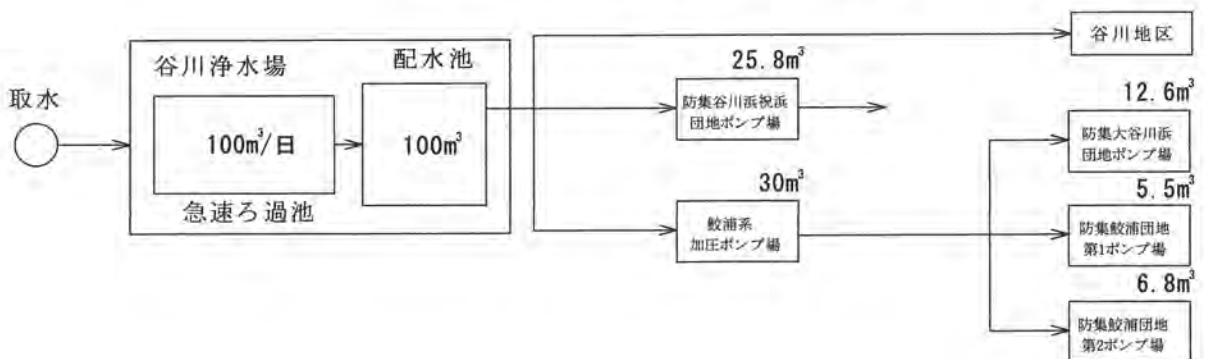 谷川地区
配水池
谷川浄水場
25.8m³
取水
防集谷川浜祝浜
団地ポンプ場
12.6m³
防集大谷川浜
団地ポンプ場
100m³/日
100m³
30m³
5.5m³
急速ろ過池
鮫浦系
加圧ポンプ場
防集鮫浦団地
第1ポンプ場
6.8m³
防集鮫浦団地
第2ポンプ場